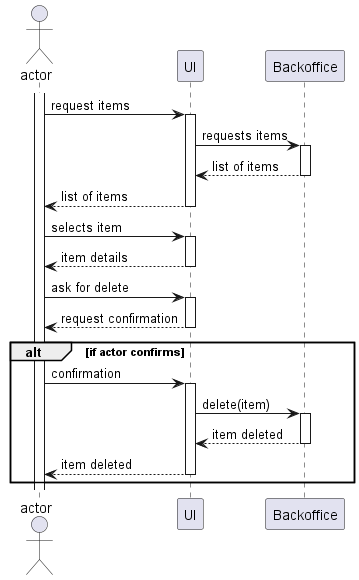 actor
UI
Backoffice
request items
requests items
list of items
list of items
selects item
item details
ask for delete
request confirmation
alt
[if actor confirms]
confirmation
delete(item)
item deleted
item deleted
actor
UI
Backoffice